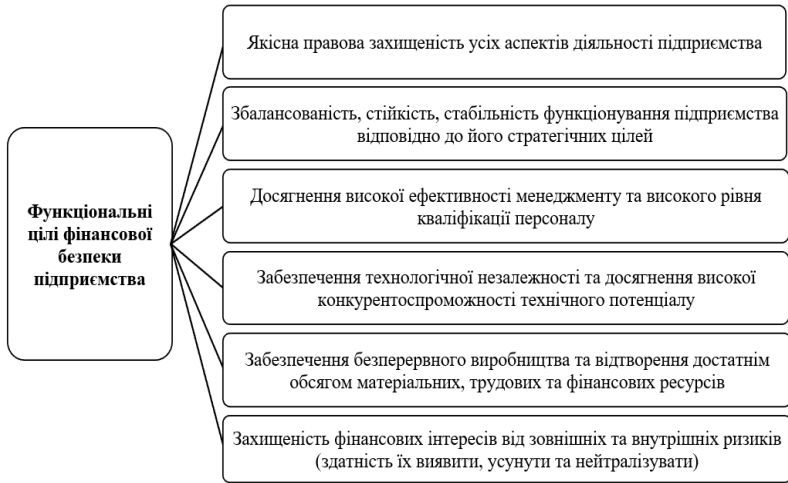 Якісна правова захищеність усіх аспектів діяльності підприємства
Збалансованість, стійкість, стабільність функціонування підприємства
відповідно до його стратегічних цілей
Функціональні
цілі фінансової
безпеки
підприємства
Досягнення високої ефективності менеджменту та високого рівня
кваліфікації персоналу
Забезпечення технологічної незалежності та досягнення високої
конкурентоспроможності технічного потенціалу
Забезпечення безперервного виробництва та відтворення достатнім
обсягом матеріальних, трудових та фінансових ресурсів
Захищеність фінансових інтересів від зовнішніх та внутрішніх ризиків
(здатність їх виявити, усунути та нейтралізувати)